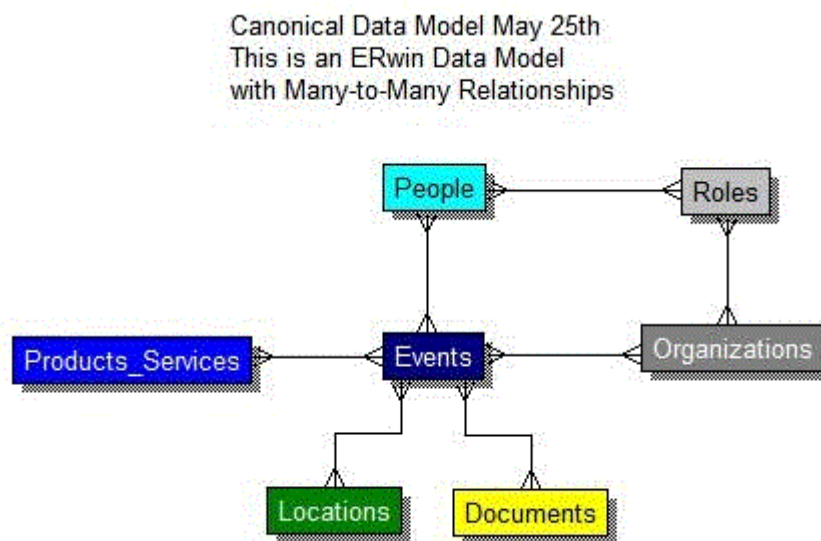 Canonical Data Model May 25th
This is an ERwin Data Model
with Many-to-Many Relationships
People
Roles
Products_Services
Events
Organizations
Locations
Documents